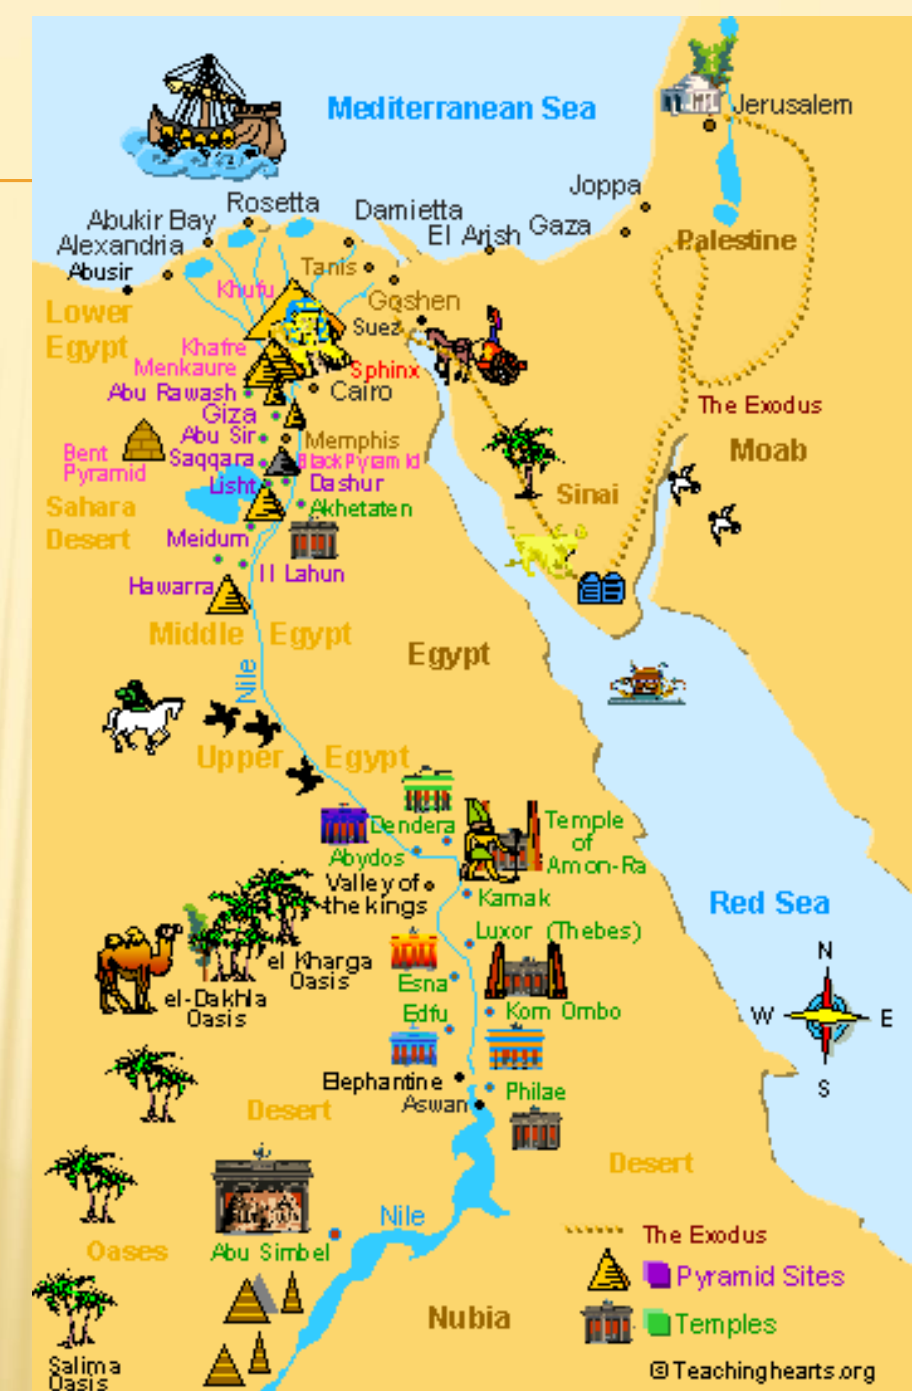 Mediterranean Sea
Jerusalem
Joppa
Rosetta
Damietta
Abukir Bay
El Arish
Gaza
Alexandria
Palestine
Abusir
Tanis
Khufu
Goshen
Lower
Egypt
Suez
Khafre
Menkaure
Sphinx
Abu Rawash
Cairo
The Exodus
Giza
Abu Sir
Memphis
Moab
Bent
Pyramid
Saqqara
Black Pyramid
Lisht
Dashur
Sinai
Sahara
Desert
Akhetaten
Meidum
Il Lahun
Hawarra
Middle Egypt
Egypt
Nile
Upper Egypt
Dendera
Temple
of
Amon-Ra
Abydos
Valley of
the kings
Karnak
Red Sea
Luxor (Thebes)
N
el Kharga
Oasis
Esna
el-Dakhla
Oasis
Edfu
Kom Ombo
W
E
Elephantine
S
Philae
Aswan
Desert
Desert
Nile
The Exodus
Oases
Abu Simbel
Pyramid Sites
Nubia
Temples
Salima
Oasis
© Teachinghearts.org